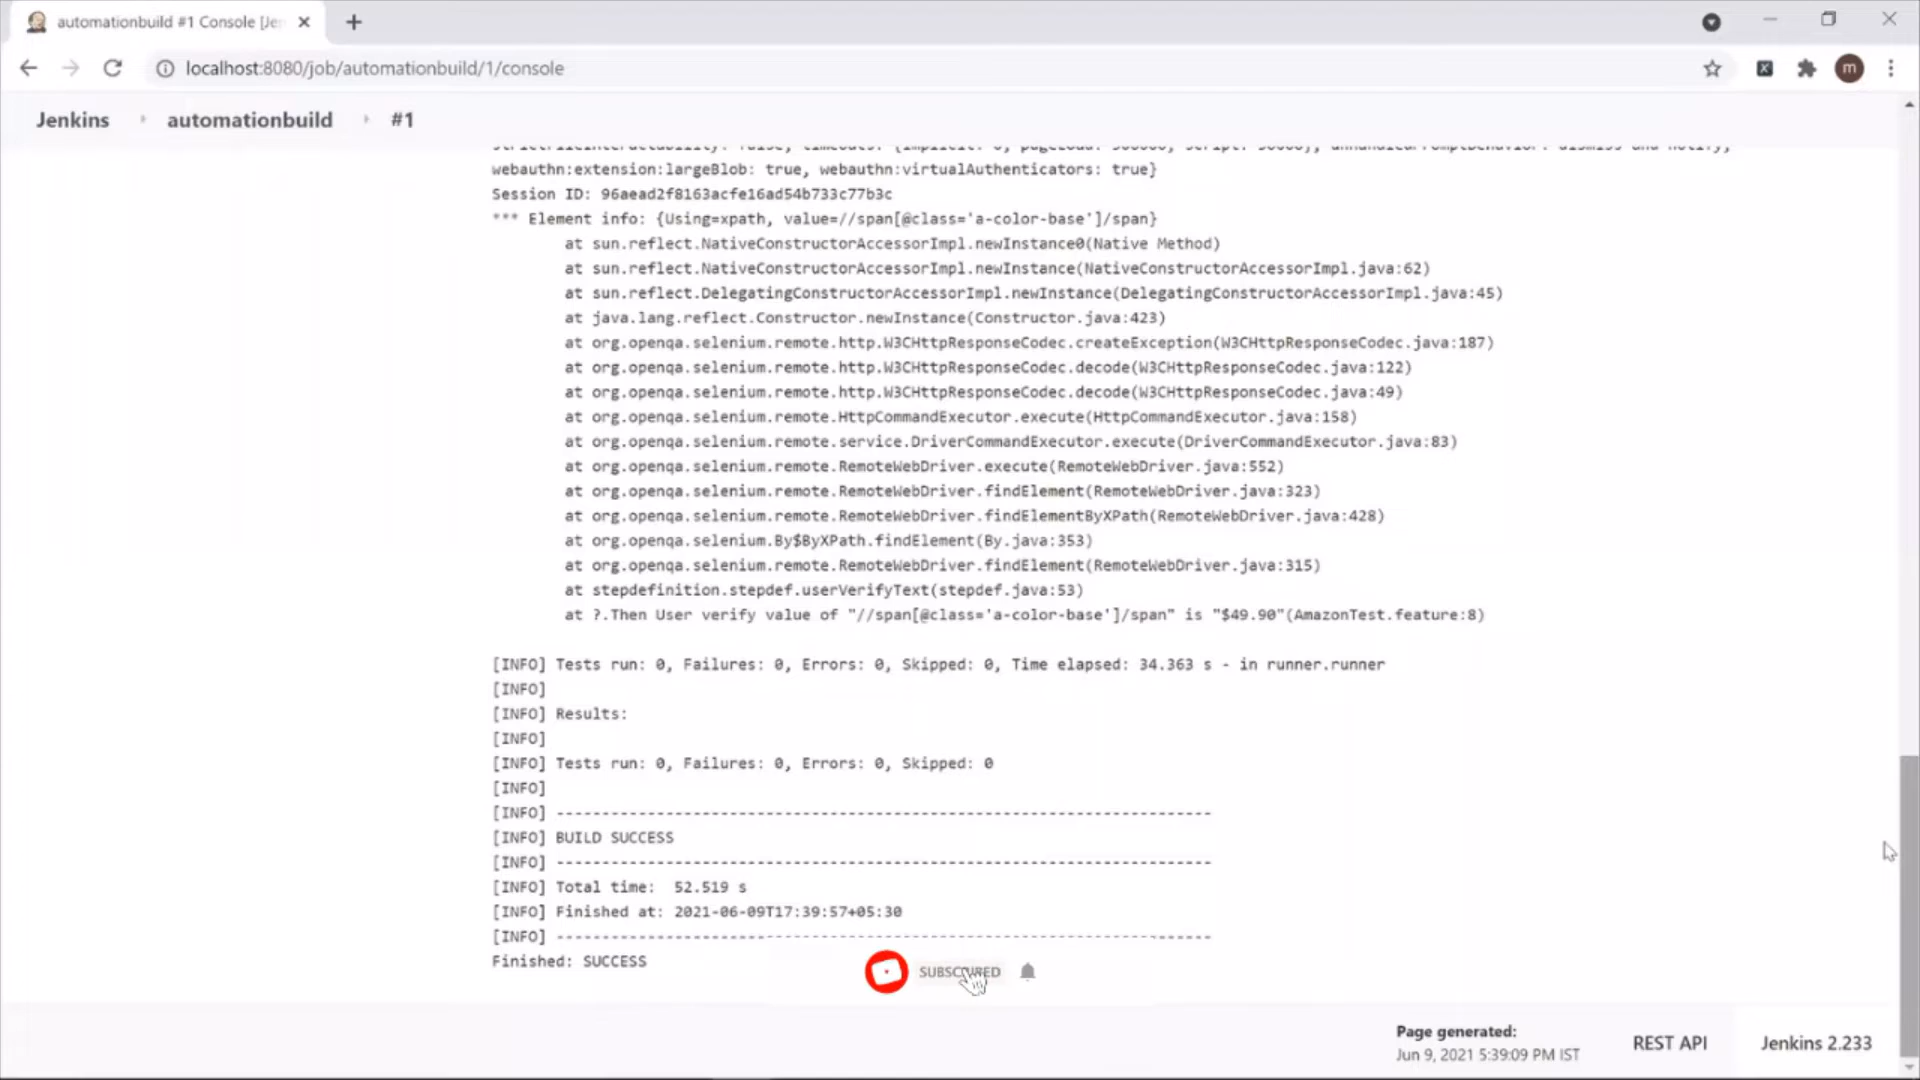 automationbuild #1 Console [Je
localhost:8080/job/automationbuild/1/console
m
Jenkins automationbuild #1
webauthn:extension:largeBlob: true, webauthn:virtualAuthenticators: true}
Session ID: 96aead2f8163acfe16ad54b733c77b3c
*** Element info: {Using=xpath, value=//span[@class='a-color-base']/span}
at sun.reflect.NativeConstructorAccessorImpl.newInstance0(Native Method)
at sun.reflect.NativeConstructorAccessorImpl.newInstance(NativeConstructorAccessorImpl.java:62)
at sun.reflect.DelegatingConstructorAccessorImpl.newInstance(DelegatingConstructorAccessorImpl.java:45)
at java.lang.reflect.Constructor.newInstance(Constructor.java:423)
at org.openqa.selenium.remote.http.W3CHttpResponseCodec.createException(W3CHttpResponseCodec.java:187)
at org.openqa.selenium.remote.http.W3CHttpResponseCodec.decode(W3CHttpResponseCodec.java:122)
at org.openqa.selenium.remote.http.W3CHttpResponseCodec.decode(W3CHttpResponseCodec.java:49)
at org.openqa.selenium.remote.HttpCommandExecutor.execute(HttpCommandExecutor.java:158)
at org.openqa.selenium.remote.service.DriverCommandExecutor.execute(DriverCommandExecutor.java:83)
at org.openqa.selenium.remote.RemoteWebDriver.execute(RemoteWebDriver.java:552)
at org.openqa.selenium.remote.RemoteWebDriver.findElement(RemoteWebDriver.java:323)
at org.openqa.selenium.remote.RemoteWebDriver.findElementByXPath(RemoteWebDriver.java:428)
at org.openqa.selenium.By$ByXPath.findElement(By.java:353)
at org.openqa.selenium.remote.RemoteWebDriver.findElement(RemoteWebDriver.java:315)
at stepdefinition.stepdef.userVerifyText(stepdef.java:53)
at ?.Then User verify value of "//span[@class='a-color-base']/span" is "$49.90"(AmazonTest.feature:8)
[INFO] Tests run: 0, Failures: 0, Errors: 0, Skipped: 0, Time elapsed: 34.363 s - in runner.runner
[INFO]
[INFO] Results:
[INFO]
[INFO] Tests run: 0, Failures: 0, Errors: 0, Skipped: 0
[INFO]
[INFO] ------------------------------------------------------------------------
[INFO] BUILD SUCCESS
[INFO] ------------------------------------------------------------------------
[INFO] Total time:  52.519 s
[INFO] Finished at: 2021-06-09T17:39:57+05:30
[INFO] ------------------------------------------------------------------------
Finished: SUCCESS
SUBSCRIBED
Page generated:
Jun 9, 2021 5:39:09 PM IST
REST API
Jenkins 2.233